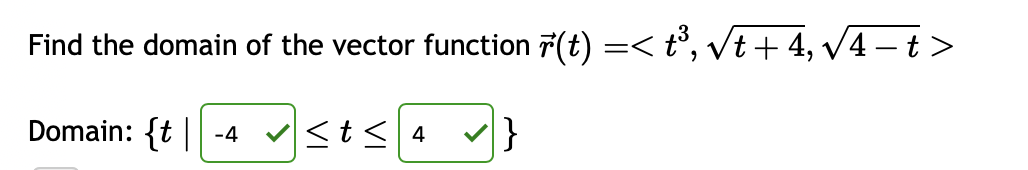 Find the domain of the vector function r⃗(t) =< t³, √(t + 4), √(4 − t) >
Domain: {t | -4 ✓ ≤ t ≤ 4 ✓ }